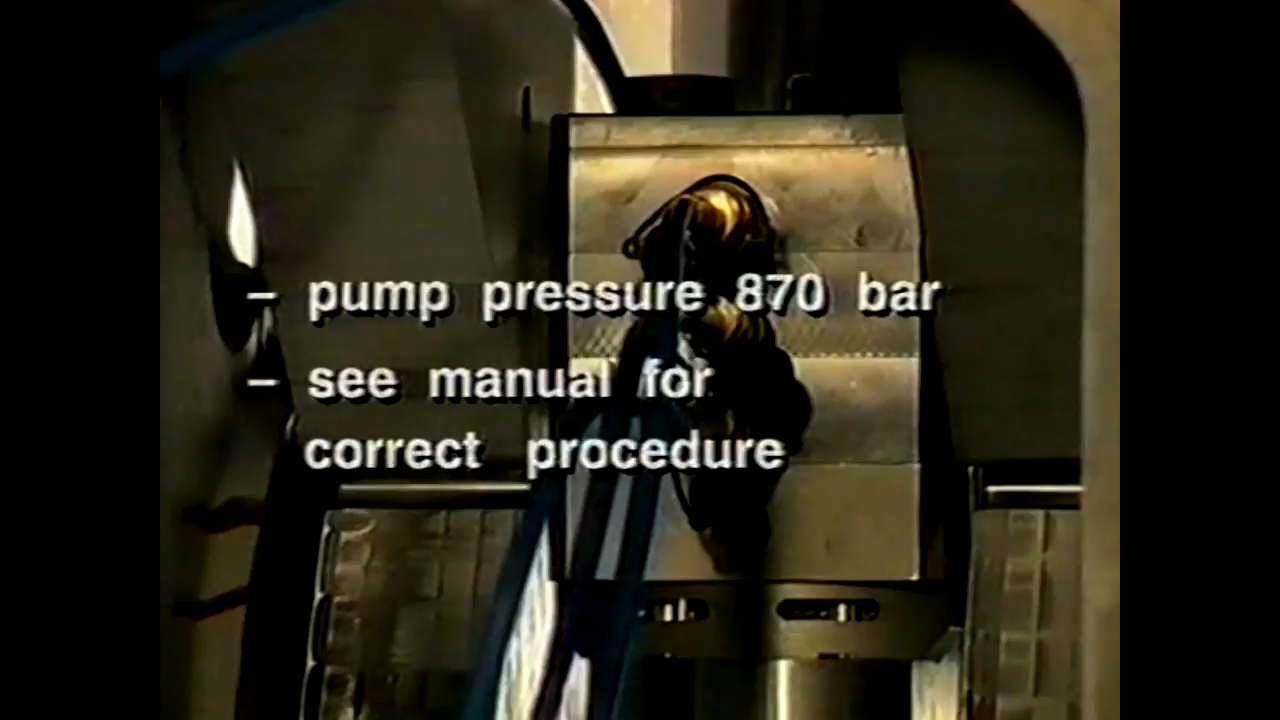 – pump pressure 870 bar
– see manual for
correct procedure